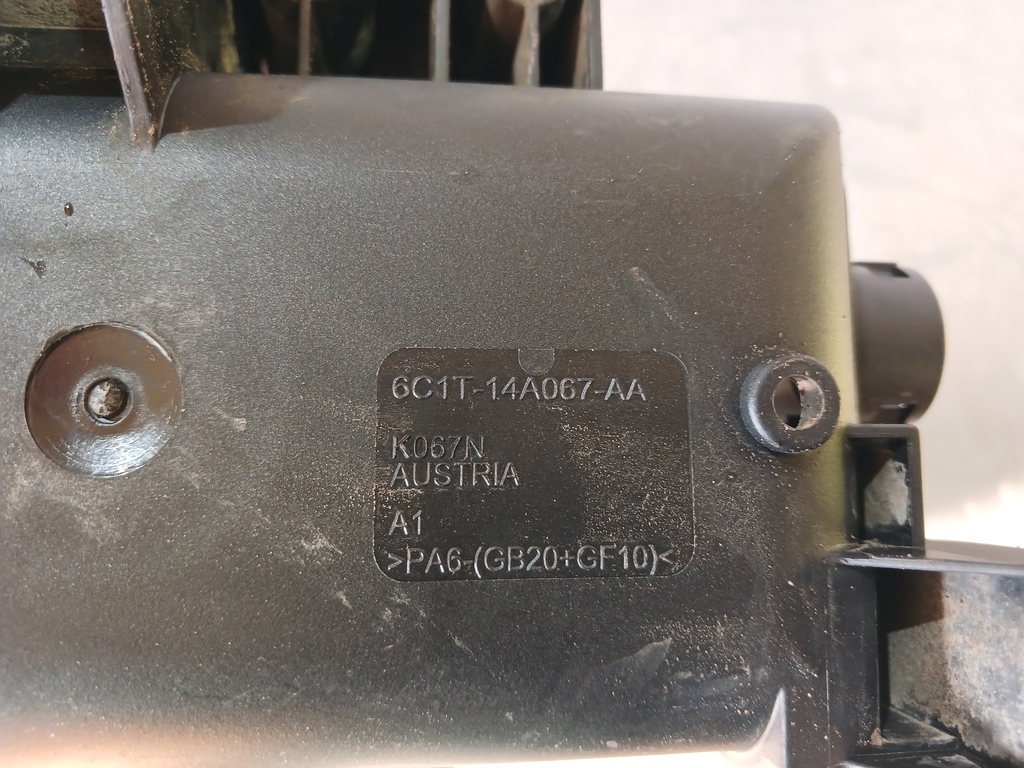 6C1T-14A067-AA
K067N
AUSTRIA
A1
>PA6-(GB20+GF10)<